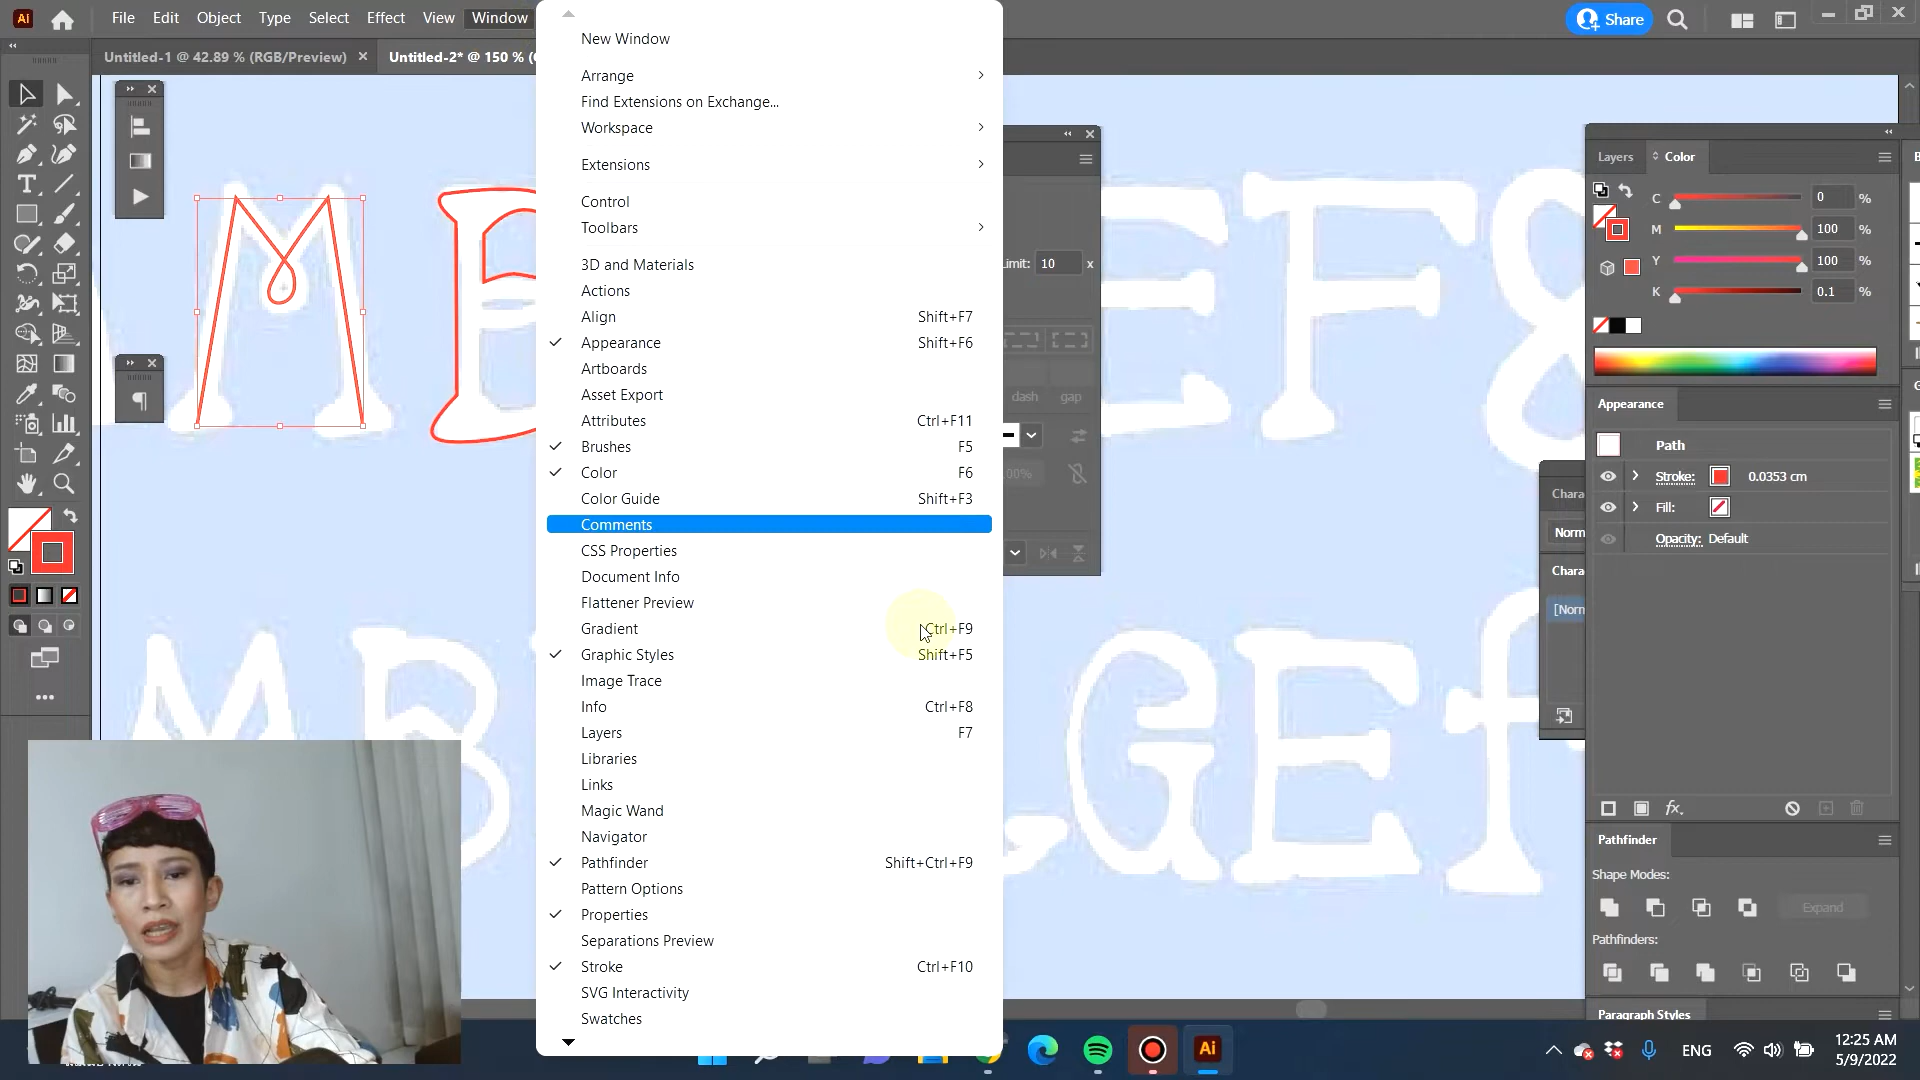 Ai File Edit Object Type Select Effect View Window Share
Untitled-1 @ 42.89 % (RGB/Preview) × Untitled-2* @ 150 % (
New Window
Arrange
Find Extensions on Exchange...
Workspace
Extensions
Control
Toolbars
3D and Materials
Actions
Align Shift+F7
Appearance Shift+F6
Artboards
Asset Export
Attributes Ctrl+F11
Brushes F5
Color F6
Color Guide Shift+F3
Comments
CSS Properties
Document Info
Flattener Preview
Gradient Ctrl+F9
Graphic Styles Shift+F5
Image Trace
Info Ctrl+F8
Layers F7
Libraries
Links
Magic Wand
Navigator
Pathfinder Shift+Ctrl+F9
Pattern Options
Properties
Separations Preview
Stroke Ctrl+F10
SVG Interactivity
Swatches
Limit: 10 x
dash gap
Layers Color
C 0 %
M 100 %
Y 100 %
K 0.1 %
Appearance
Path
Stroke: 0.0353 cm
Fill:
Opacity: Default
Chara
Norm
Chara
[Norn
Pathfinder
Shape Modes:
Expand
Pathfinders:
Paragraph Styles
M E F 8
M B G E f
ENG
12:25 AM
5/9/2022
Ai